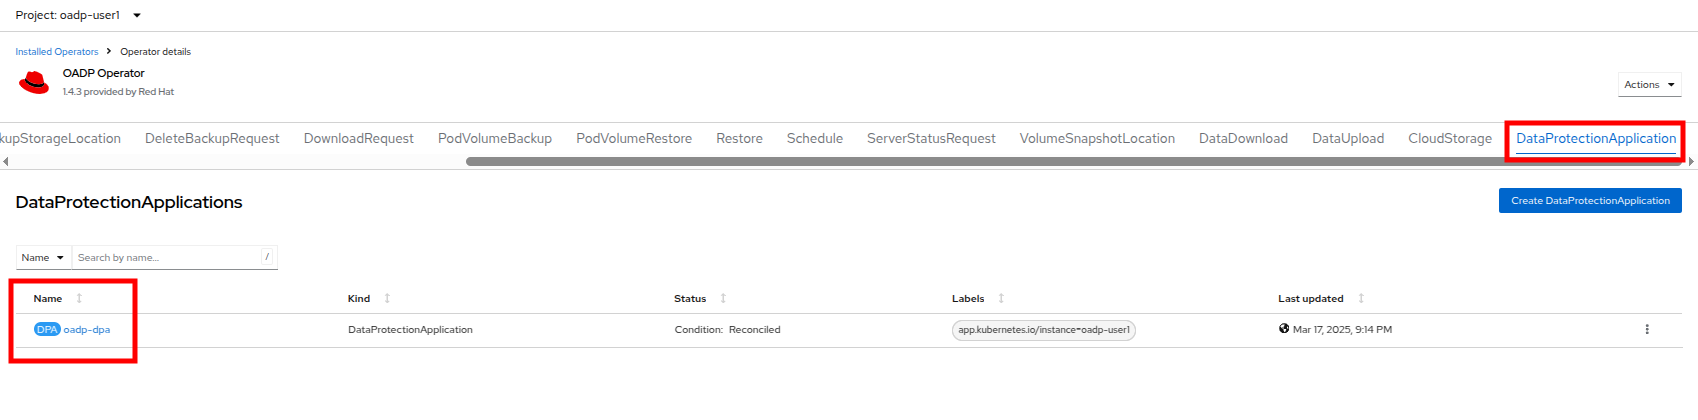 Project: oadp-user1
Installed Operators > Operator details
OADP Operator
1.4.3 provided by Red Hat
Actions
kupStorageLocation DeleteBackupRequest DownloadRequest PodVolumeBackup PodVolumeRestore Restore Schedule ServerStatusRequest VolumeSnapshotLocation DataDownload DataUpload CloudStorage DataProtectionApplication
DataProtectionApplications
Create DataProtectionApplication
Name Search by name... /
Name Kind Status Labels Last updated
DPA oadp-dpa DataProtectionApplication Condition: Reconciled app.kubernetes.io/instance=oadp-user1 Mar 17, 2025, 9:14 PM